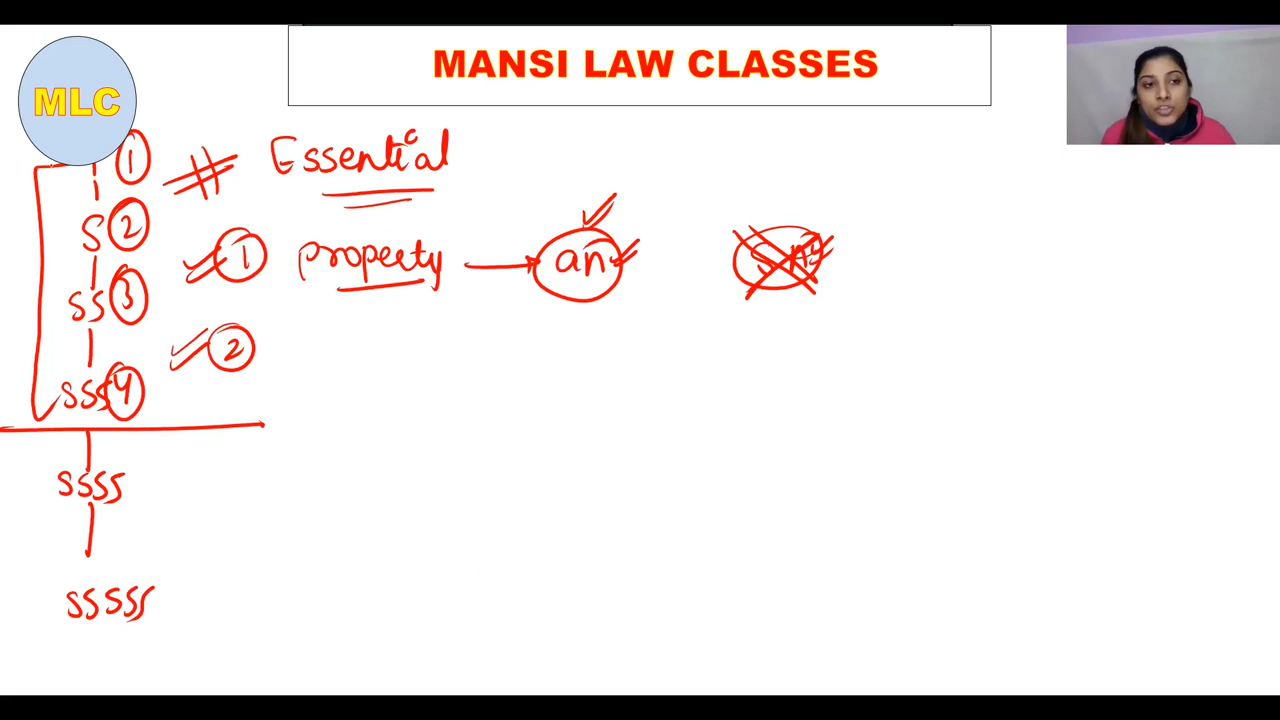 MANSI LAW CLASSES
MLC
1
# Essential
S 2
1 property → an
SS 3
2
SSS 4
SSSS
SSSSS